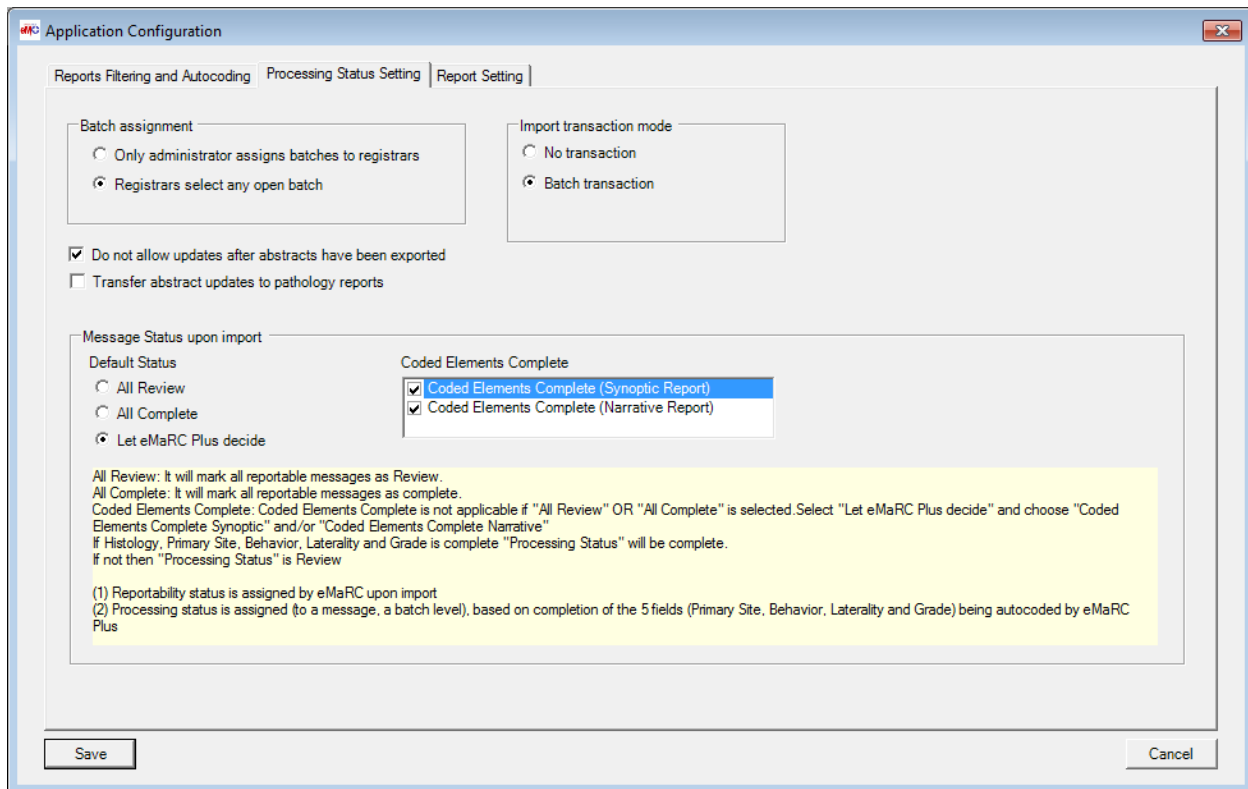 eMC Application Configuration
Reports Filtering and Autocoding Processing Status Setting Report Setting
Batch assignment
Only administrator assigns batches to registrars
Registrars select any open batch
Import transaction mode
No transaction
Batch transaction
Do not allow updates after abstracts have been exported
Transfer abstract updates to pathology reports
Message Status upon import
Default Status
All Review
All Complete
Let eMaRC Plus decide
Coded Elements Complete
Coded Elements Complete (Synoptic Report)
Coded Elements Complete (Narrative Report)
All Review: It will mark all reportable messages as Review.
All Complete: It will mark all reportable messages as complete.
Coded Elements Complete: Coded Elements Complete is not applicable if "All Review" OR "All Complete" is selected.Select "Let eMaRC Plus decide" and choose "Coded
Elements Complete Synoptic" and/or "Coded Elements Complete Narrative"
If Histology, Primary Site, Behavior, Laterality and Grade is complete "Processing Status" will be complete.
If not then "Processing Status" is Review
(1) Reportability status is assigned by eMaRC upon import
(2) Processing status is assigned (to a message, a batch level), based on completion of the 5 fields (Primary Site, Behavior, Laterality and Grade) being autocoded by eMaRC
Plus
Save
Cancel